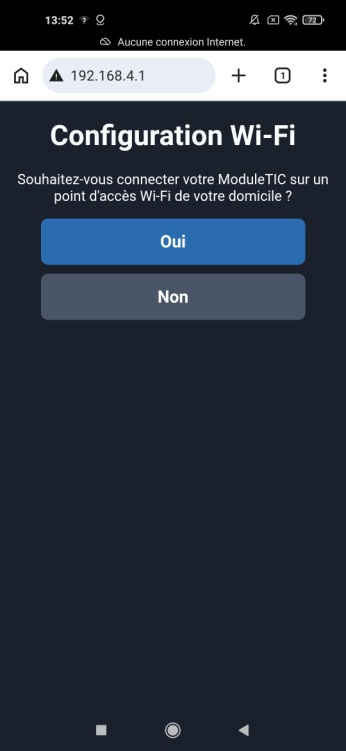 13:52
72
Aucune connexion Internet.
192.168.4.1
1
Configuration Wi-Fi
Souhaitez-vous connecter votre ModuleTIC sur un
point d'accès Wi-Fi de votre domicile ?
Oui
Non